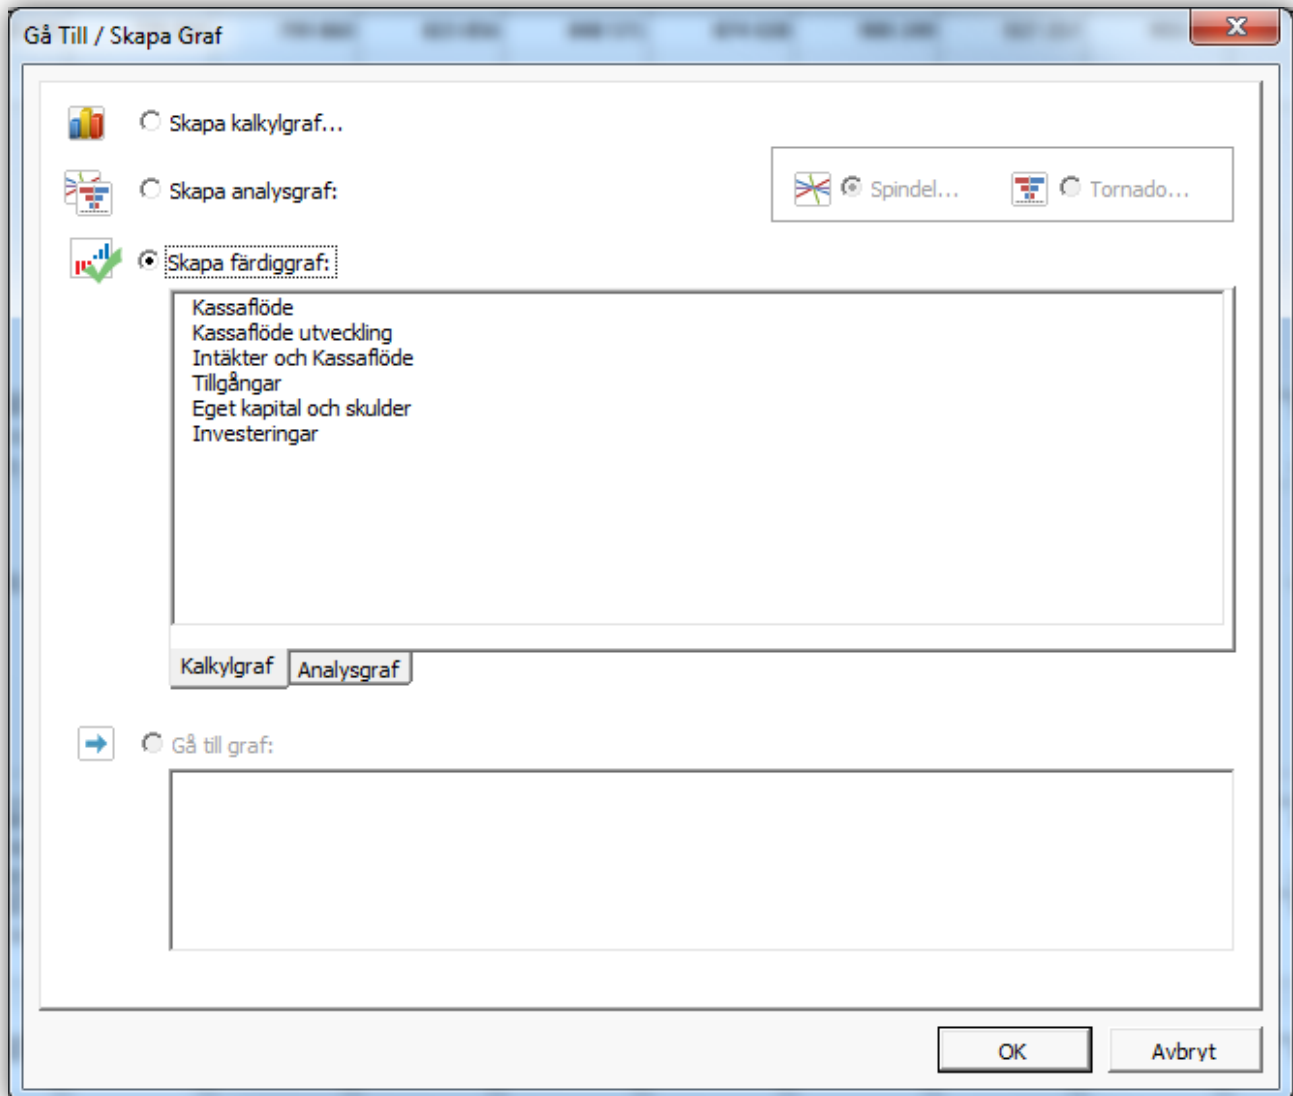 Gå Till / Skapa Graf
Skapa kalkylgraf...
Skapa analysgraf:
Spindel... Tornado...
Skapa färdiggraf:
Kassaflöde
Kassaflöde utveckling
Intäkter och Kassaflöde
Tillgångar
Eget kapital och skulder
Investeringar
Kalkylgraf Analysgraf
Gå till graf:
OK Avbryt